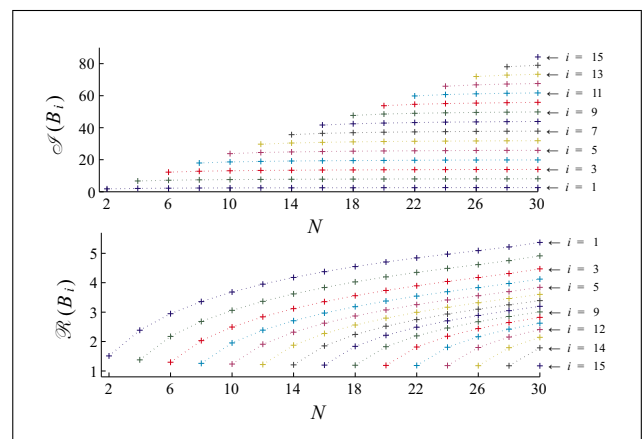 80
60
40
20
0
ℐ(B i)
2
6
10
14
18
22
26
30
N
← i = 15
← i = 13
← i = 11
← i = 9
← i = 7
← i = 5
← i = 3
← i = 1
5
4
3
2
1
ℛ(B i)
2
6
10
14
18
22
26
30
N
← i = 1
← i = 3
← i = 5
← i = 9
← i = 12
← i = 14
← i = 15